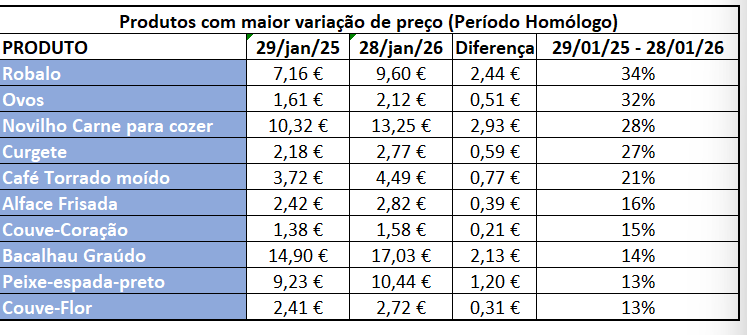 Produtos com maior variação de preço (Período Homólogo)
PRODUTO 29/jan/25 28/jan/26 Diferença 29/01/25 - 28/01/26
Robalo 7,16 € 9,60 € 2,44 € 34%
Ovos 1,61 € 2,12 € 0,51 € 32%
Novilho Carne para cozer 10,32 € 13,25 € 2,93 € 28%
Curgete 2,18 € 2,77 € 0,59 € 27%
Café Torrado moído 3,72 € 4,49 € 0,77 € 21%
Alface Frisada 2,42 € 2,82 € 0,39 € 16%
Couve-Coração 1,38 € 1,58 € 0,21 € 15%
Bacalhau Graúdo 14,90 € 17,03 € 2,13 € 14%
Peixe-espada-preto 9,23 € 10,44 € 1,20 € 13%
Couve-Flor 2,41 € 2,72 € 0,31 € 13%